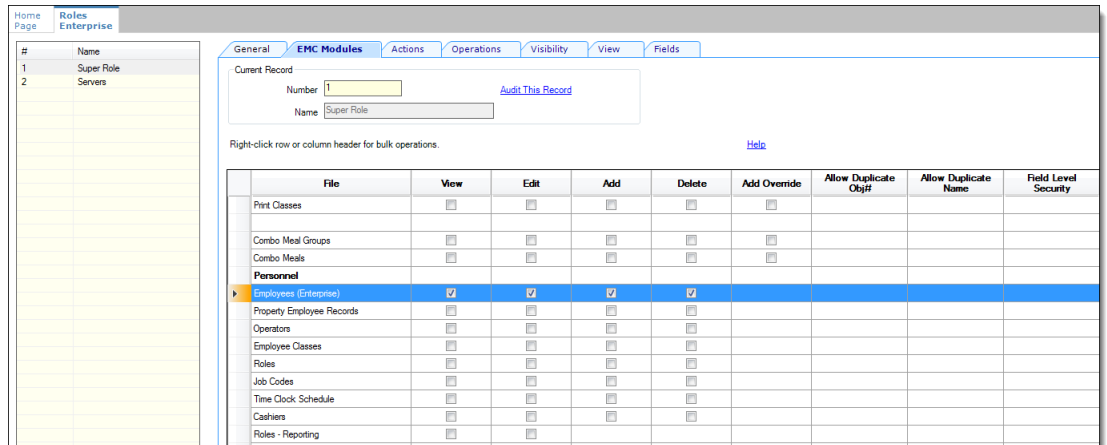 Home Page
Roles Enterprise
# Name
1 Super Role
2 Servers
General EMC Modules Actions Operations Visibility View Fields
Current Record
Number 1 Audit This Record
Name Super Role
Right-click row or column header for bulk operations. Help
File View Edit Add Delete Add Override Allow Duplicate Obj# Allow Duplicate Name Field Level Security
Print Classes
Combo Meal Groups
Combo Meals
Personnel
Employees (Enterprise)
Property Employee Records
Operators
Employee Classes
Roles
Job Codes
Time Clock Schedule
Cashiers
Roles - Reporting